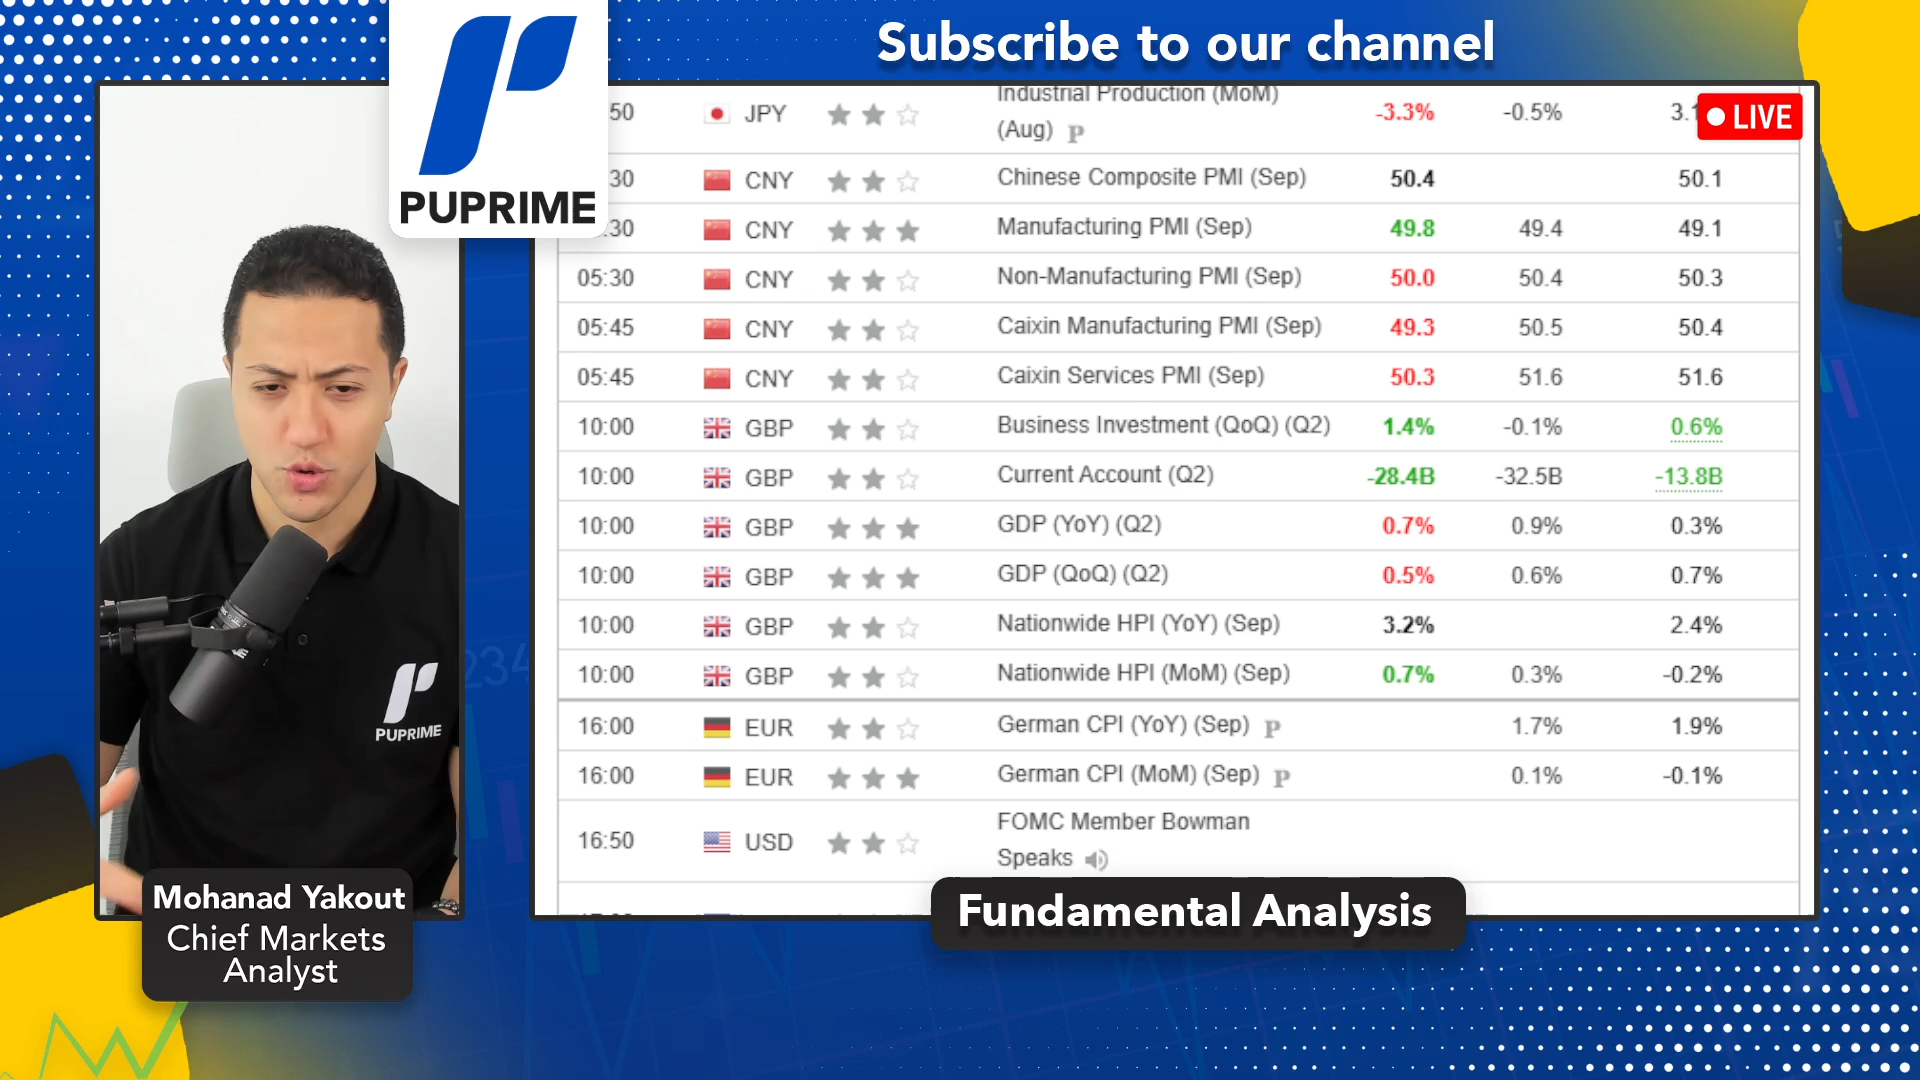 Subscribe to our channel
LIVE
PUPRIME
50 JPY Industrial Production (MoM) (Aug) P -3.3% -0.5%
30 CNY Chinese Composite PMI (Sep) 50.4 50.1
:30 CNY Manufacturing PMI (Sep) 49.8 49.4 49.1
05:30 CNY Non-Manufacturing PMI (Sep) 50.0 50.4 50.3
05:45 CNY Caixin Manufacturing PMI (Sep) 49.3 50.5 50.4
05:45 CNY Caixin Services PMI (Sep) 50.3 51.6 51.6
10:00 GBP Business Investment (QoQ) (Q2) 1.4% -0.1% 0.6%
10:00 GBP Current Account (Q2) -28.4B -32.5B -13.8B
10:00 GBP GDP (YoY) (Q2) 0.7% 0.9% 0.3%
10:00 GBP GDP (QoQ) (Q2) 0.5% 0.6% 0.7%
10:00 GBP Nationwide HPI (YoY) (Sep) 3.2% 2.4%
10:00 GBP Nationwide HPI (MoM) (Sep) 0.7% 0.3% -0.2%
16:00 EUR German CPI (YoY) (Sep) P 1.7% 1.9%
16:00 EUR German CPI (MoM) (Sep) P 0.1% -0.1%
16:50 USD FOMC Member Bowman Speaks
PUPRIME
Mohanad Yakout
Chief Markets
Analyst
Fundamental Analysis